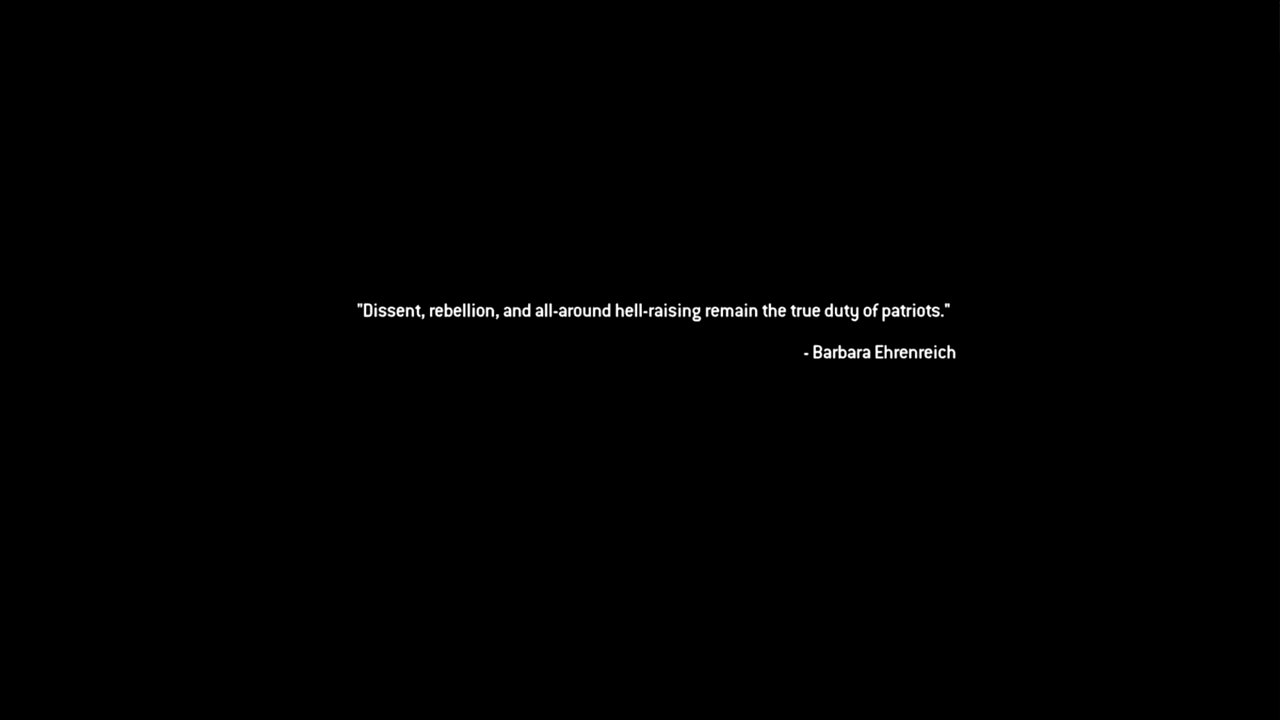 "Dissent, rebellion, and all-around hell-raising remain the true duty of patriots."
- Barbara Ehrenreich